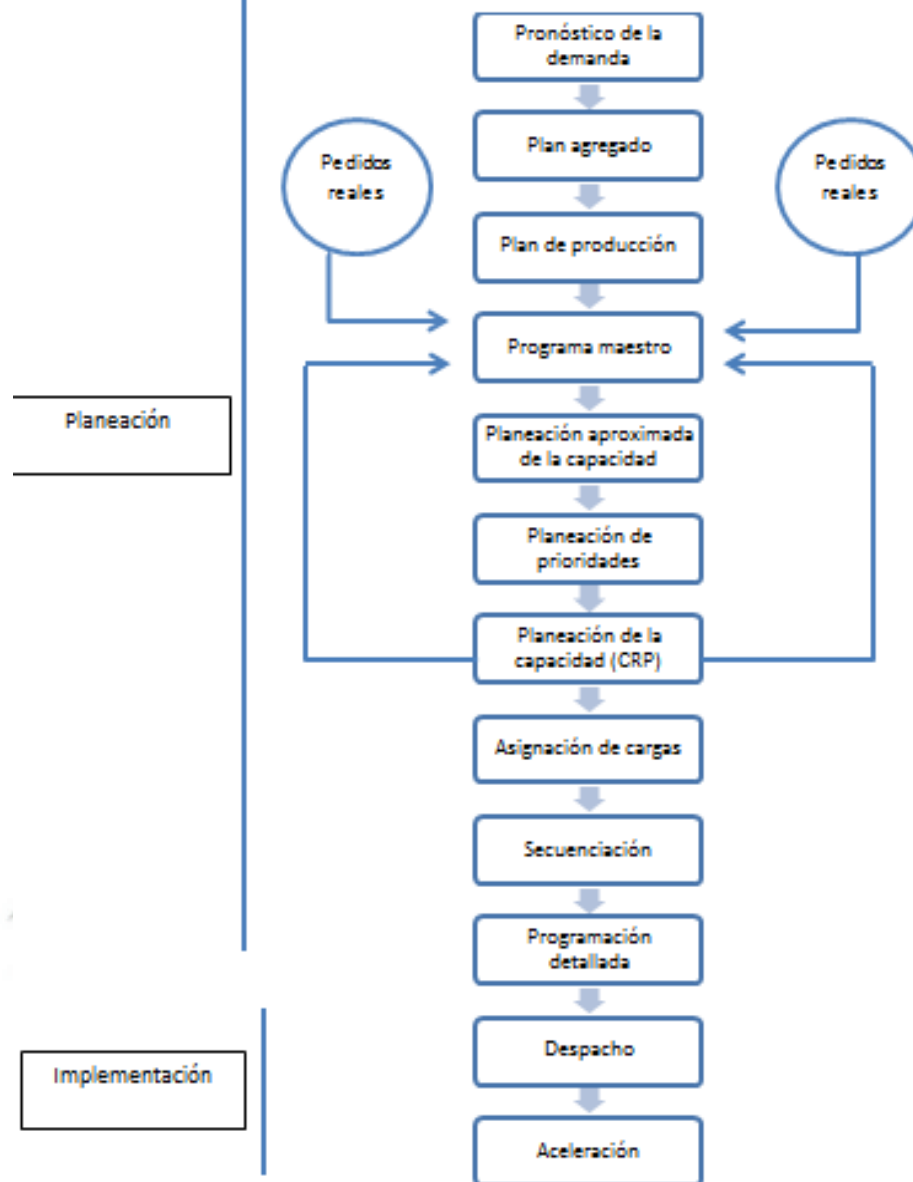 Pronóstico de la
demanda
Plan agregado
Pedidos
reales
Pedidos
reales
Plan de producción
Programa maestro
Planeación
Planeación aproximada
de la capacidad
Planeación de
prioridades
Planeación de la
capacidad (CRP)
Asignación de cargas
Secuenciación
Programación
detallada
Despacho
Implementación
Aceleración